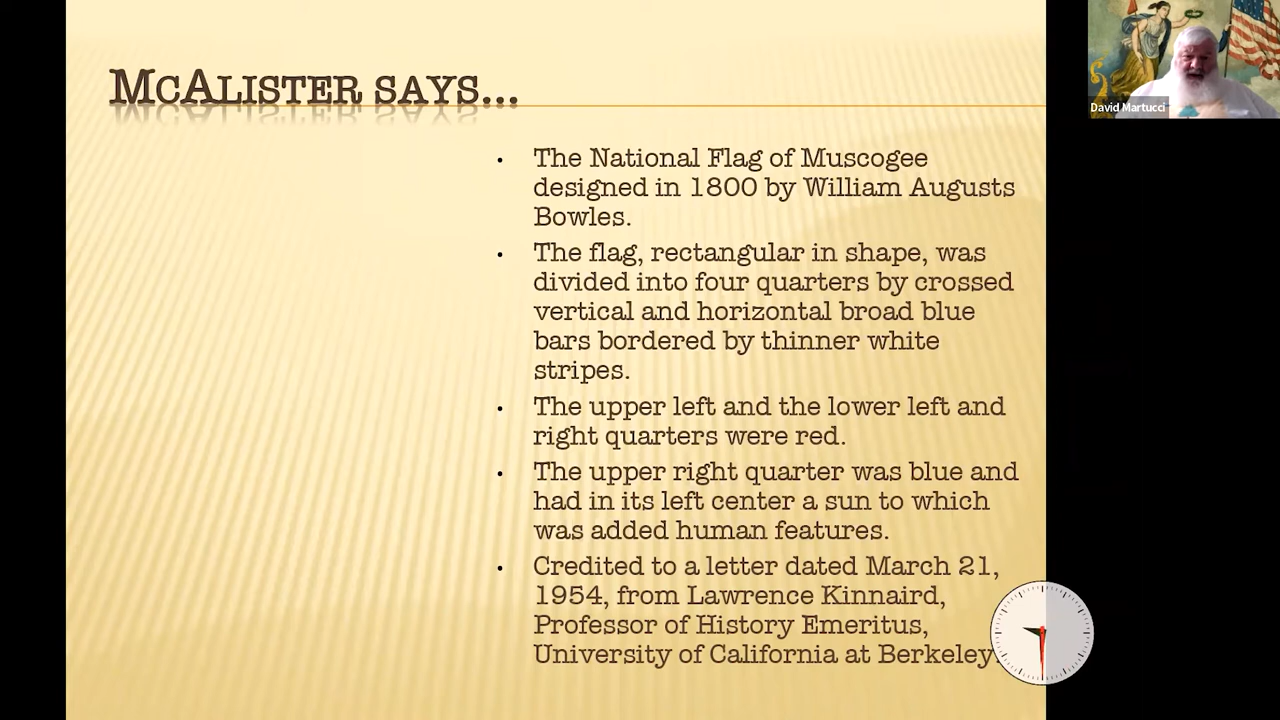 McAlister says…
David Martucci
• The National Flag of Muscogee
designed in 1800 by William Augusts
Bowles.
• The flag, rectangular in shape, was
divided into four quarters by crossed
vertical and horizontal broad blue
bars bordered by thinner white
stripes.
• The upper left and the lower left and
right quarters were red.
• The upper right quarter was blue and
had in its left center a sun to which
was added human features.
• Credited to a letter dated March 21,
1954, from Lawrence Kinnaird,
Professor of History Emeritus,
University of California at Berkeley.